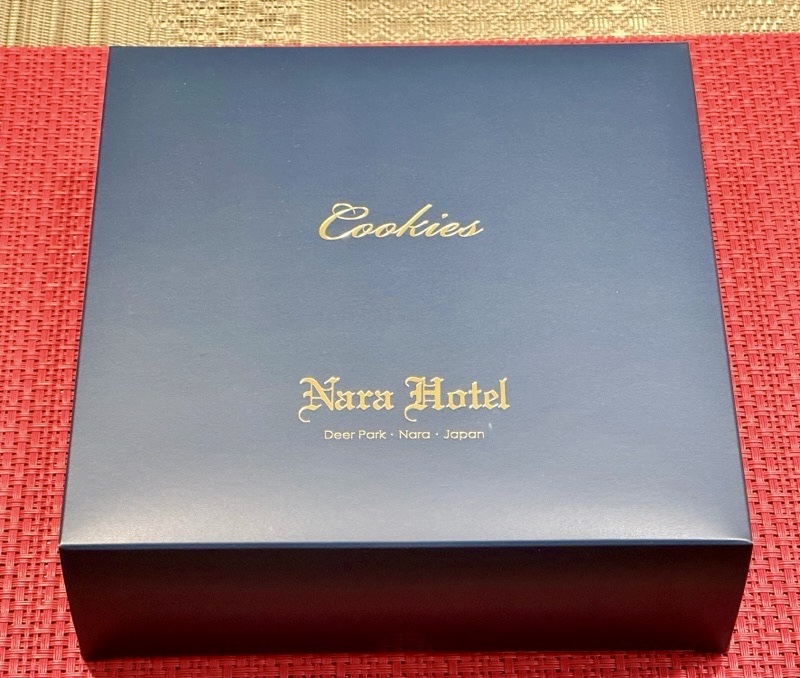 Cookies
Nara Hotel
Deer Park · Nara · Japan